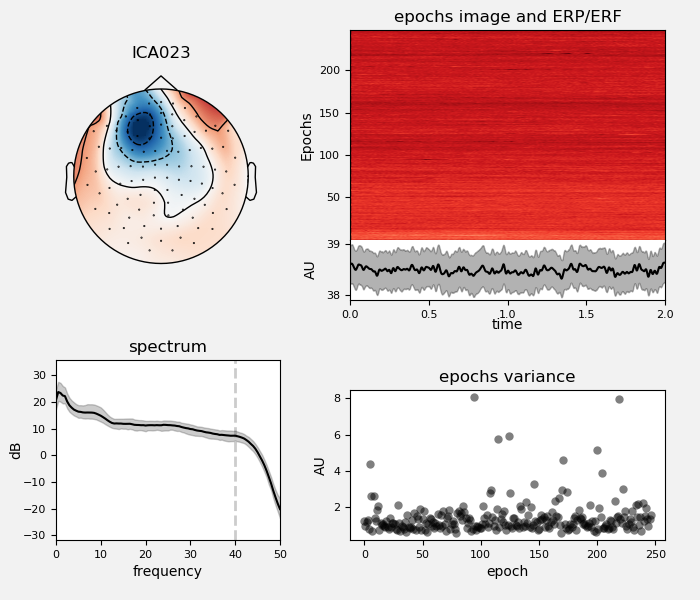 ICA023
epochs image and ERP/ERF
Epochs
200
150
100
50
39
38
AU
0.0 0.5 1.0 1.5 2.0
time
spectrum
dB
30
20
10
0
−10
−20
−30
0 10 20 30 40 50
frequency
epochs variance
AU
8
6
4
2
0 50 100 150 200 250
epoch